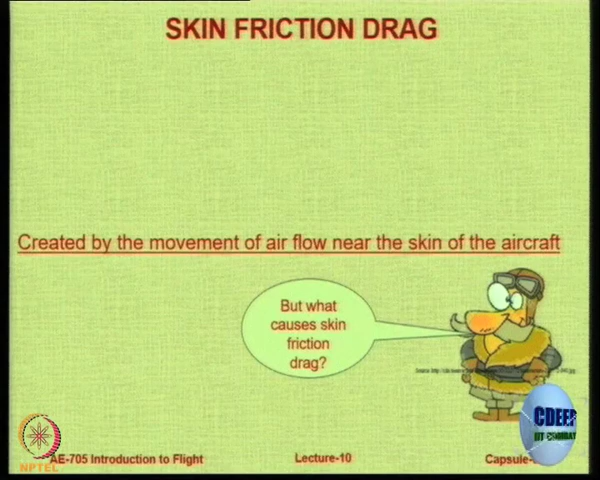 SKIN FRICTION DRAG
Created by the movement of air flow near the skin of the aircraft
But what
causes skin
friction
drag?
CDEEP
IIT BOMBAY
NPTEL
AE-705 Introduction to Flight
Lecture-10
Capsule-